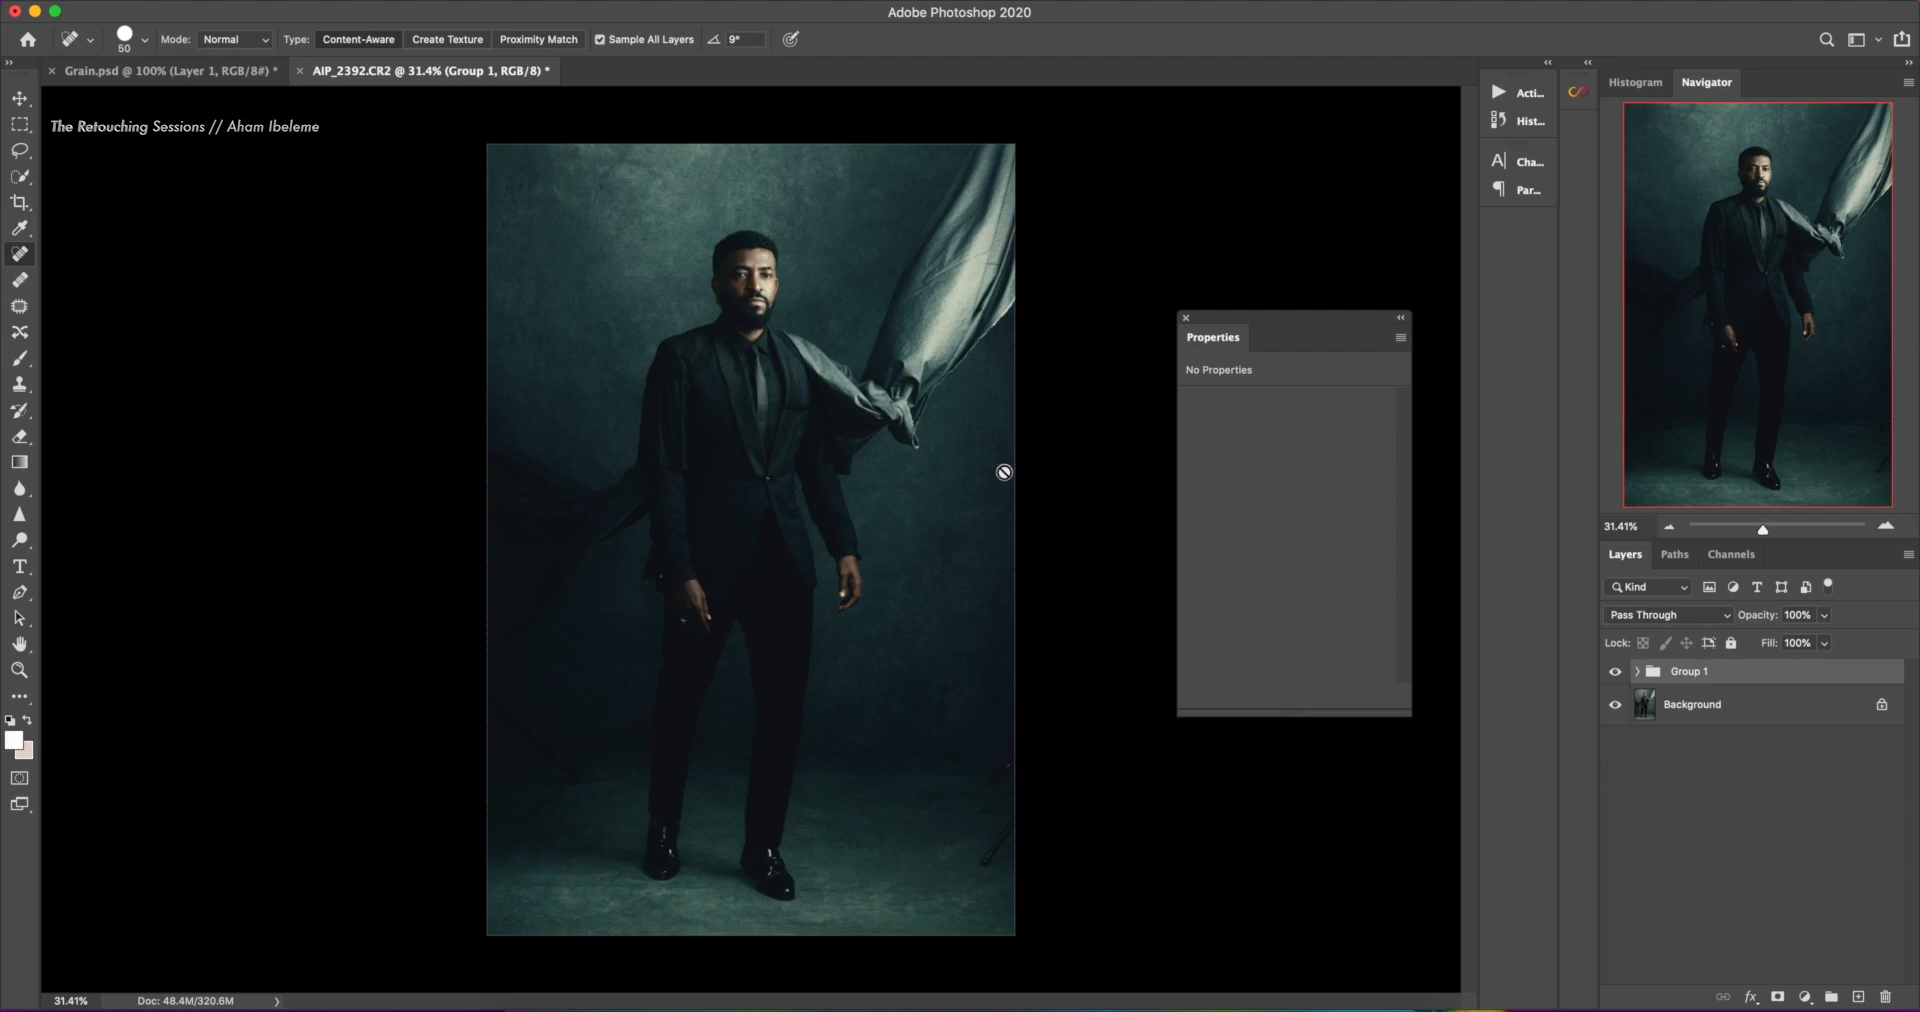 Adobe Photoshop 2020
50
Mode: Normal
Type: Content-Aware Create Texture Proximity Match
Sample All Layers
9°
Grain.psd @ 100% (Layer 1, RGB/8#) *
AIP_2392.CR2 @ 31.4% (Group 1, RGB/8) *
The Retouching Sessions // Aham Ibeleme
Acti...
Hist...
Cha...
Par...
Histogram Navigator
Properties
No Properties
31.41%
Layers Paths Channels
Kind
Pass Through Opacity: 100%
Lock: Fill: 100%
Group 1
Background
31.41% Doc: 48.4M/320.6M